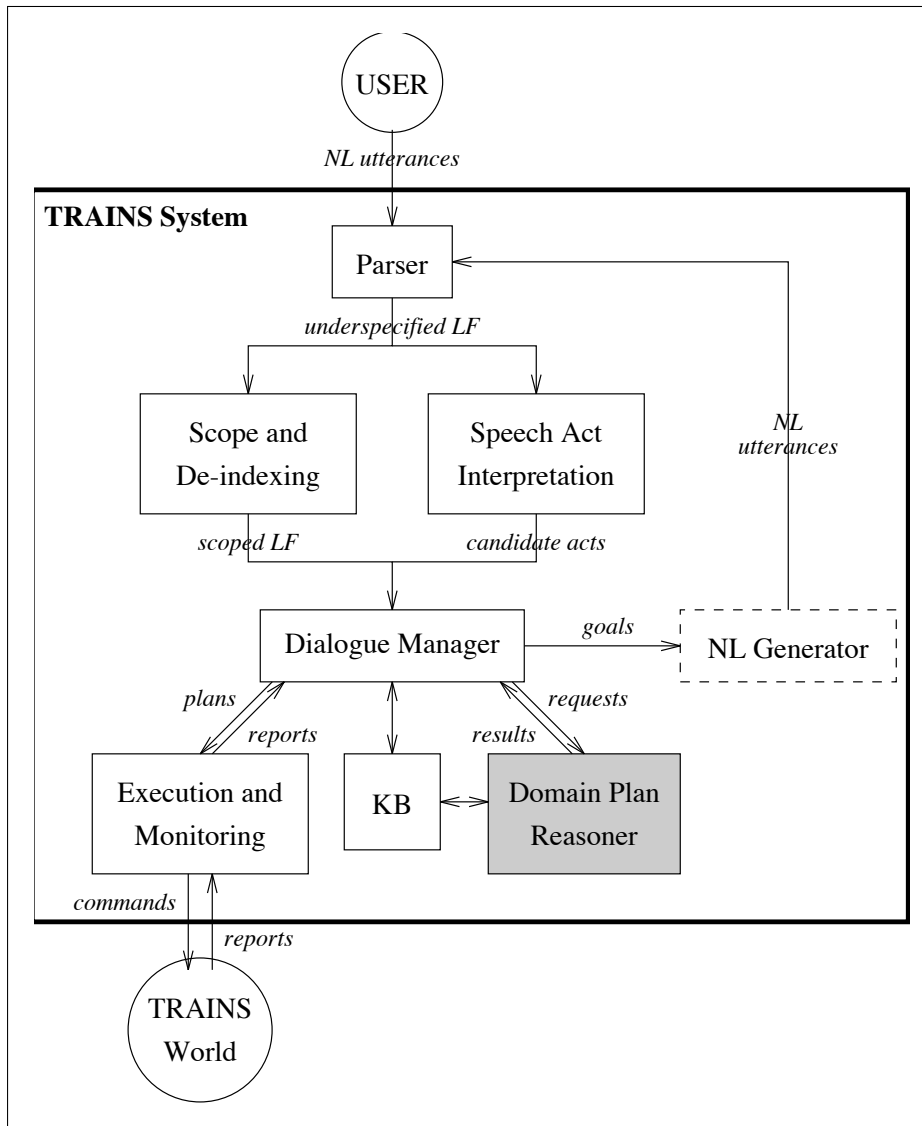 USER
NL utterances
TRAINS System
Parser
underspecified LF
Scope and
De-indexing
Speech Act
Interpretation
NL
utterances
scoped LF
candidate acts
Dialogue Manager
goals
NL Generator
plans
reports
requests
results
Execution and
Monitoring
KB
Domain Plan
Reasoner
commands
reports
TRAINS
World